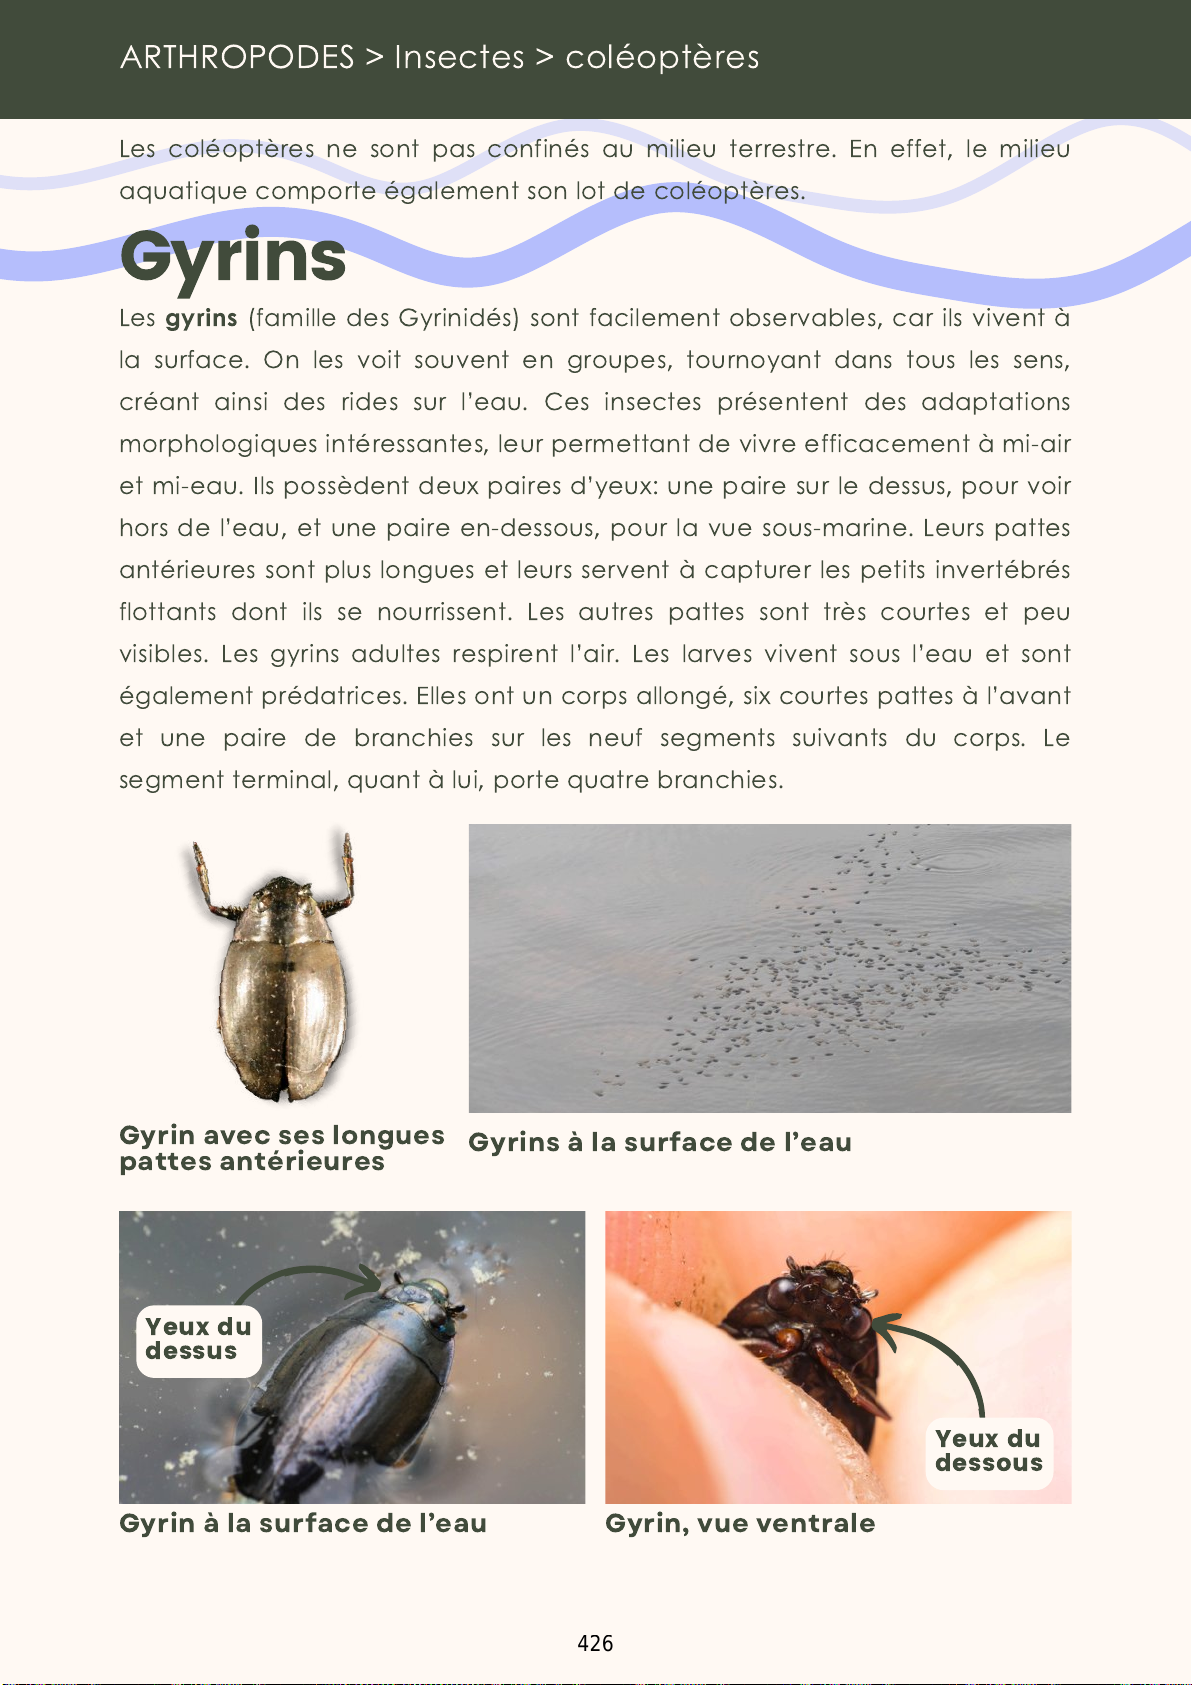 ARTHROPODES > Insectes > coléoptères
Les coléoptères ne sont pas confinés au milieu terrestre. En effet, le milieu
aquatique comporte également son lot de coléoptères.
Gyrins
Les gyrins (famille des Gyrinidés) sont facilement observables, car ils vivent à
la surface. On les voit souvent en groupes, tournoyant dans tous les sens,
créant ainsi des rides sur l’eau. Ces insectes présentent des adaptations
morphologiques intéressantes, leur permettant de vivre efficacement à mi-air
et mi-eau. Ils possèdent deux paires d’yeux: une paire sur le dessus, pour voir
hors de l’eau, et une paire en-dessous, pour la vue sous-marine. Leurs pattes
antérieures sont plus longues et leurs servent à capturer les petits invertébrés
flottants dont ils se nourrissent. Les autres pattes sont très courtes et peu
visibles. Les gyrins adultes respirent l’air. Les larves vivent sous l’eau et sont
également prédatrices. Elles ont un corps allongé, six courtes pattes à l’avant
et une paire de branchies sur les neuf segments suivants du corps. Le
segment terminal, quant à lui, porte quatre branchies.
Gyrin avec ses longues
pattes antérieures
Gyrins à la surface de l’eau
Yeux du
dessus
Yeux du
dessous
Gyrin à la surface de l’eau
Gyrin, vue ventrale
426